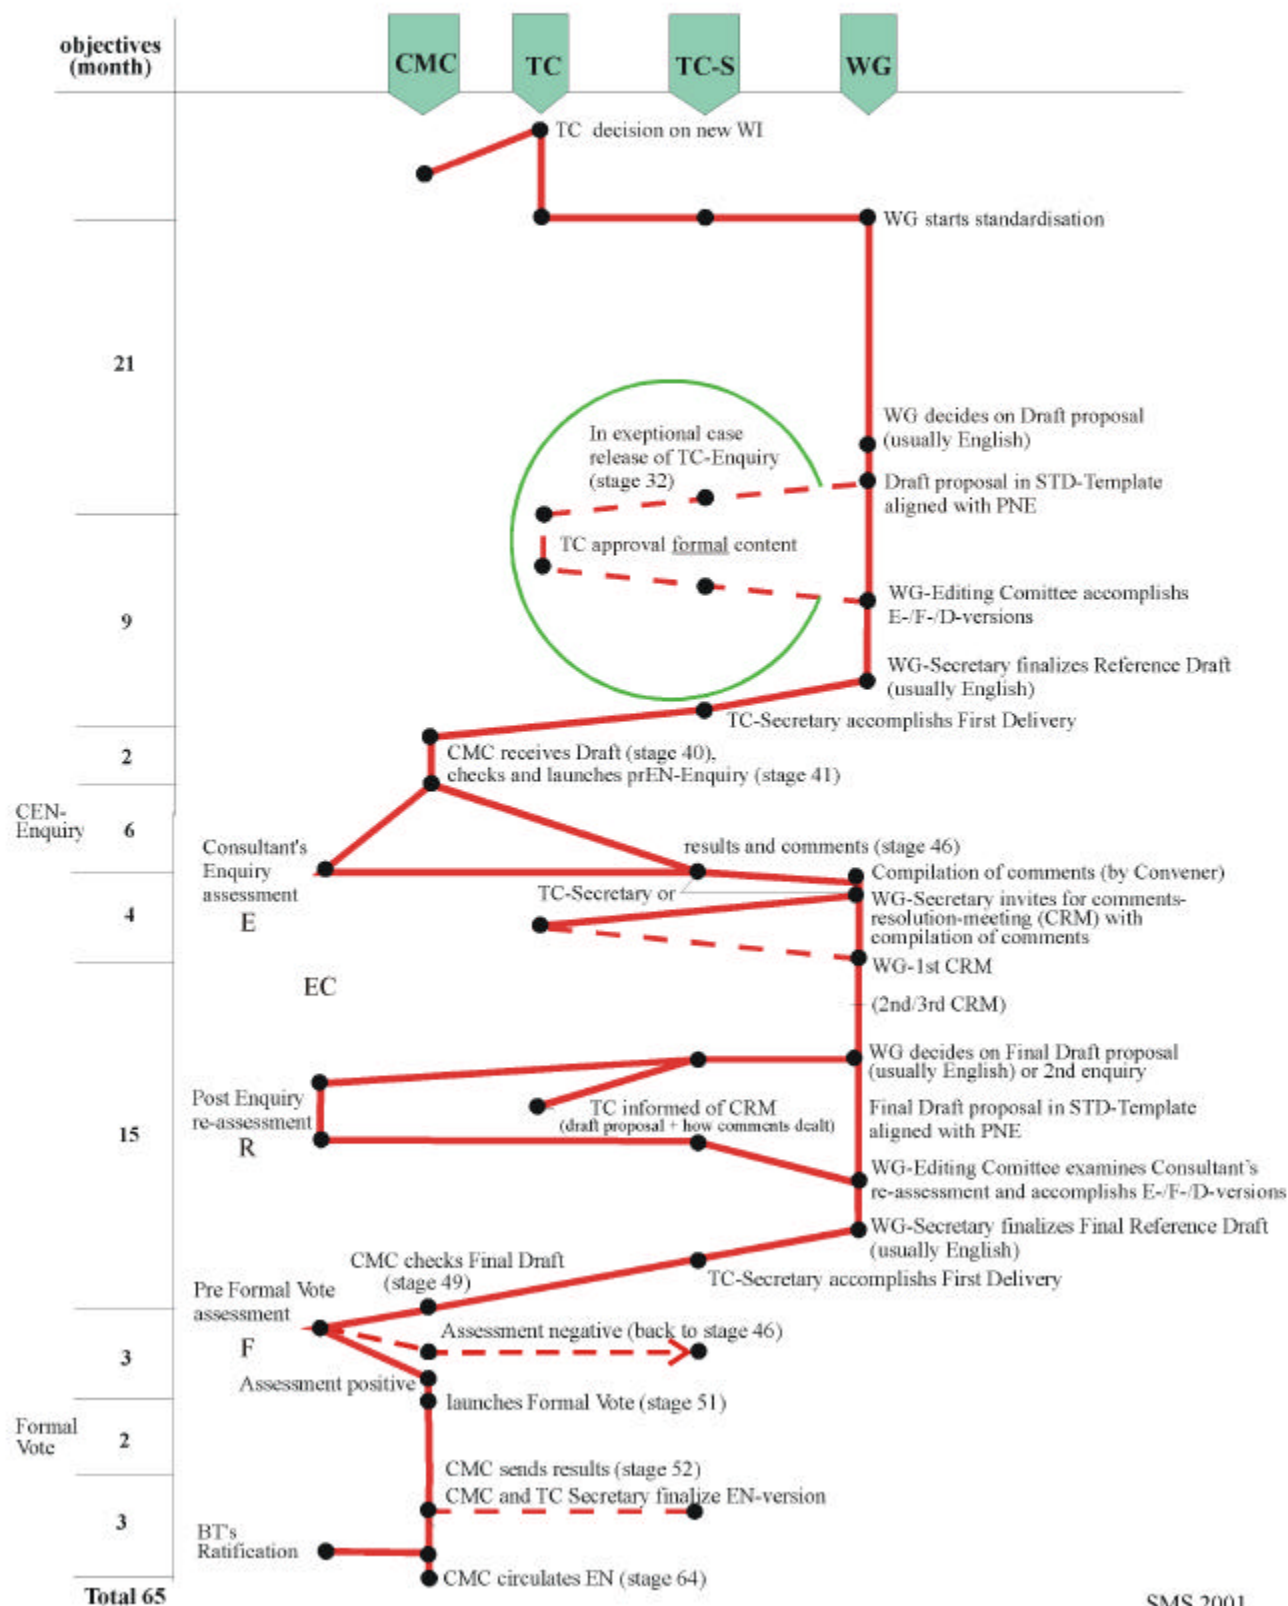 objectives
(month)
CMC
TC
TC-S
WG
TC decision on new WI
WG starts standardisation
21
WG decides on Draft proposal
(usually English)
In exeptional case
release of TC-Enquiry
(stage 32)
Draft proposal in STD-Template
aligned with PNE
TC approval formal content
9
WG-Editing Comittee accomplishs
E-/F-/D-versions
WG-Secretary finalizes Reference Draft
(usually English)
TC-Secretary accomplishs First Delivery
2
CMC receives Draft (stage 40),
checks and launches prEN-Enquiry (stage 41)
CEN-
Enquiry
6
Consultant's
Enquiry
assessment
E
results and comments (stage 46)
Compilation of comments (by Convener)
TC-Secretary or
WG-Secretary invites for comments-
resolution-meeting (CRM) with
compilation of comments
4
WG-1st CRM
EC
(2nd/3rd CRM)
WG decides on Final Draft proposal
(usually English) or 2nd enquiry
Post Enquiry
re-assessment
R
TC informed of CRM
(draft proposal + how comments dealt)
Final Draft proposal in STD-Template
aligned with PNE
15
WG-Editing Comittee examines Consultant's
re-assessment and accomplishs E-/F-/D-versions
WG-Secretary finalizes Final Reference Draft
(usually English)
CMC checks Final Draft
(stage 49)
TC-Secretary accomplishs First Delivery
Pre Formal Vote
assessment
F
Assessment negative (back to stage 46)
3
Assessment positive
launches Formal Vote (stage 51)
Formal
Vote
2
CMC sends results (stage 52)
CMC and TC Secretary finalize EN-version
3
BT's
Ratification
CMC circulates EN (stage 64)
Total 65
SMS 2001